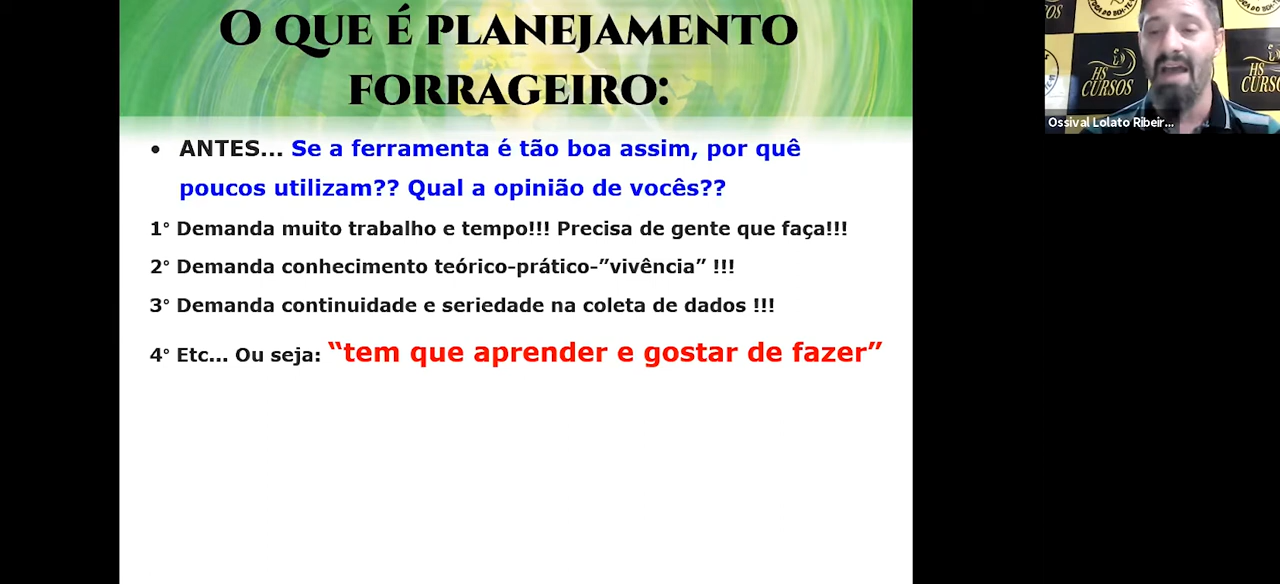 O QUE É PLANEJAMENTO
FORRAGEIRO:
• ANTES... Se a ferramenta é tão boa assim, por quê
poucos utilizam?? Qual a opinião de vocês??
1° Demanda muito trabalho e tempo!!! Precisa de gente que faça!!!
2° Demanda conhecimento teórico-prático-”vivência” !!!
3° Demanda continuidade e seriedade na coleta de dados !!!
4° Etc... Ou seja: “tem que aprender e gostar de fazer”
HS
CURSOS
HS
CURSO
Ossival Lolato Ribeir...